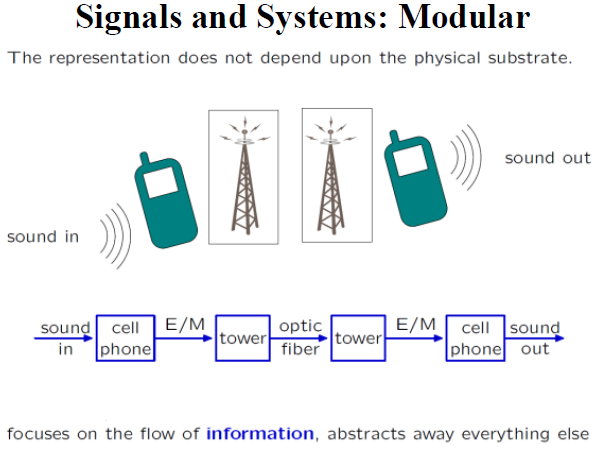 Signals and Systems: Modular
The representation does not depend upon the physical substrate.
sound out
sound in
sound in
cell phone
E/M
tower
optic fiber
tower
E/M
cell phone
sound out
focuses on the flow of information, abstracts away everything else